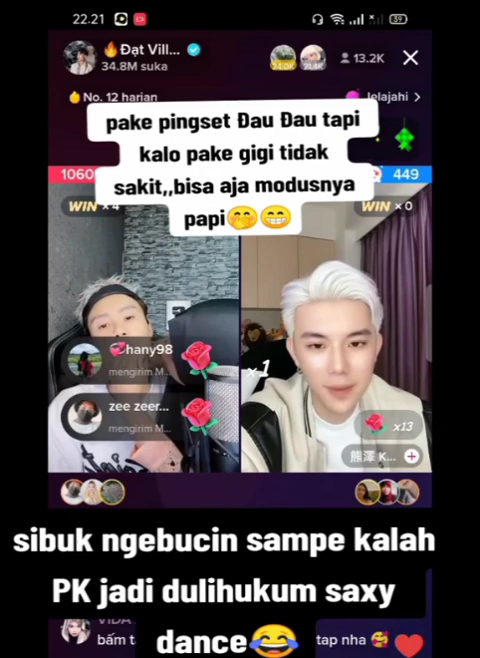 22.21
39
🔥Đạt Vill...
34.8M suka
13.2K
No. 12 harian
Jelajahi >
pake pingset Đau Đau tapi
kalo pake gigi tidak
sakit,,bisa aja modusnya
papi🤭😁
1060
449
WIN × 4
WIN × 0
hany98
mengirim M...
zee zeer...
mengirim M...
×1
x13
熊澤 K...
sibuk ngebucin sampe kalah
PK jadi dulihukum saxy
dance😂
VIDA
bấm t
tap nha 🥰